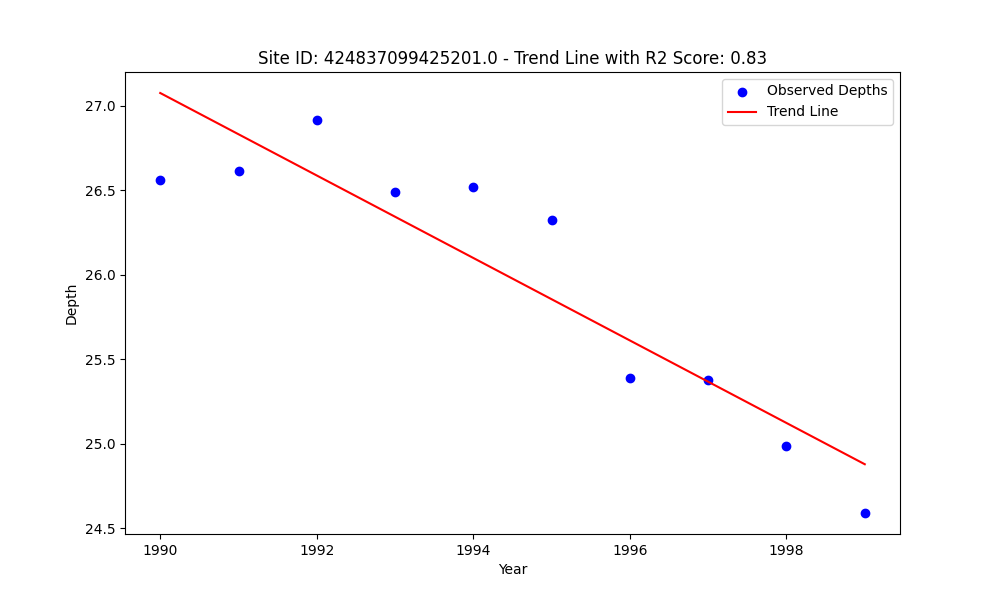 Site ID: 424837099425201.0 - Trend Line with R2 Score: 0.83
Observed Depths
Trend Line
27.0
26.5
26.0
25.5
25.0
24.5
Depth
1990
1992
1994
1996
1998
Year